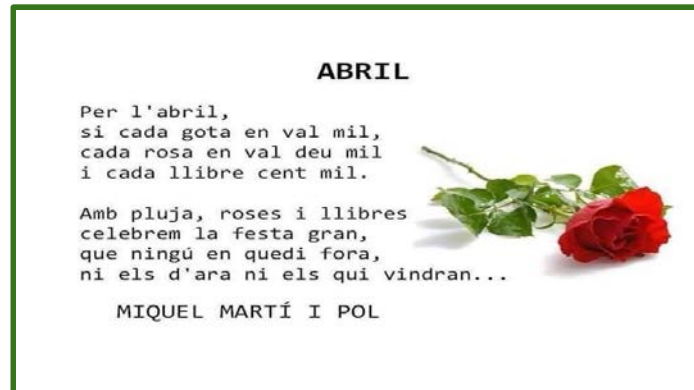 ABRIL
Per l'abril,
si cada gota en val mil,
cada rosa en val deu mil
i cada llibre cent mil.
Amb pluja, roses i llibres
celebrem la festa gran,
que ningú en quedi fora,
ni els d'ara ni els qui vindran...
MIQUEL MARTÍ I POL